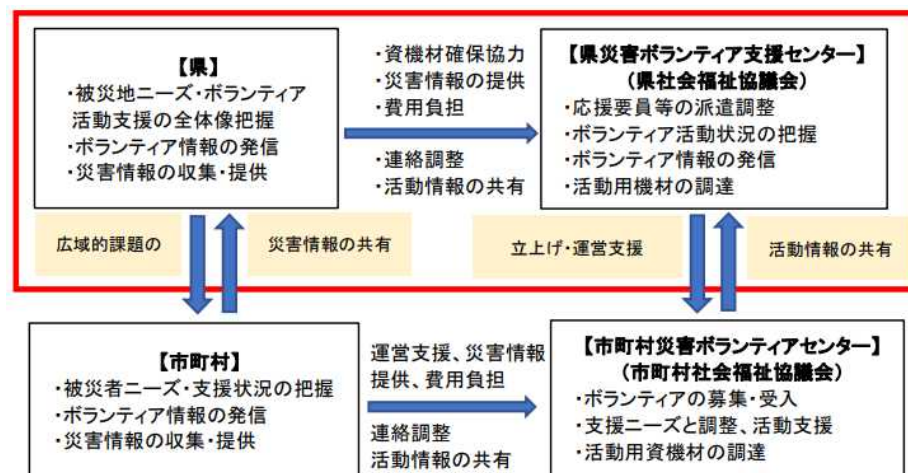 【県】
・被災地ニーズ・ボランティア
活動支援の全体像把握
・ボランティア情報の発信
・災害情報の収集・提供
・資機材確保協力
・災害情報の提供
・費用負担
・連絡調整
・活動情報の共有
【県災害ボランティア支援センター】
（県社会福祉協議会）
・応援要員等の派遣調整
・ボランティア活動状況の把握
・ボランティア情報の発信
・活動用機材の調達
広域的課題の
災害情報の共有
立上げ・運営支援
活動情報の共有
【市町村】
・被災者ニーズ・支援状況の把握
・ボランティア情報の発信
・災害情報の収集・提供
運営支援、災害情報
提供、費用負担
連絡調整
活動情報の共有
【市町村災害ボランティアセンター】
（市町村社会福祉協議会）
・ボランティアの募集・受入
・支援ニーズと調整、活動支援
・活動用資機材の調達